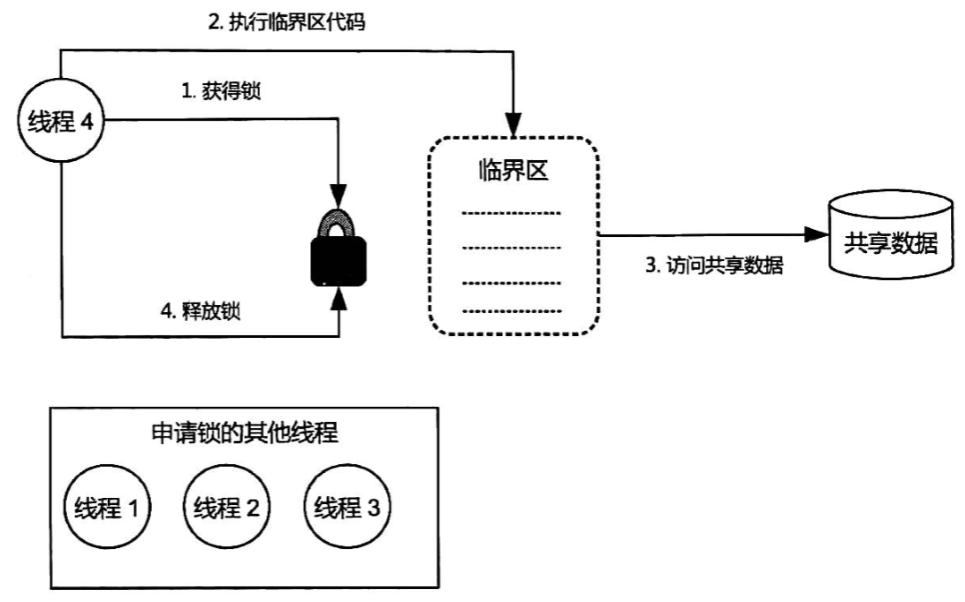 2. 执行临界区代码
1. 获得锁
线程 4
临界区
共享数据
3. 访问共享数据
4. 释放锁
申请锁的其他线程
线程 1
线程 2
线程 3